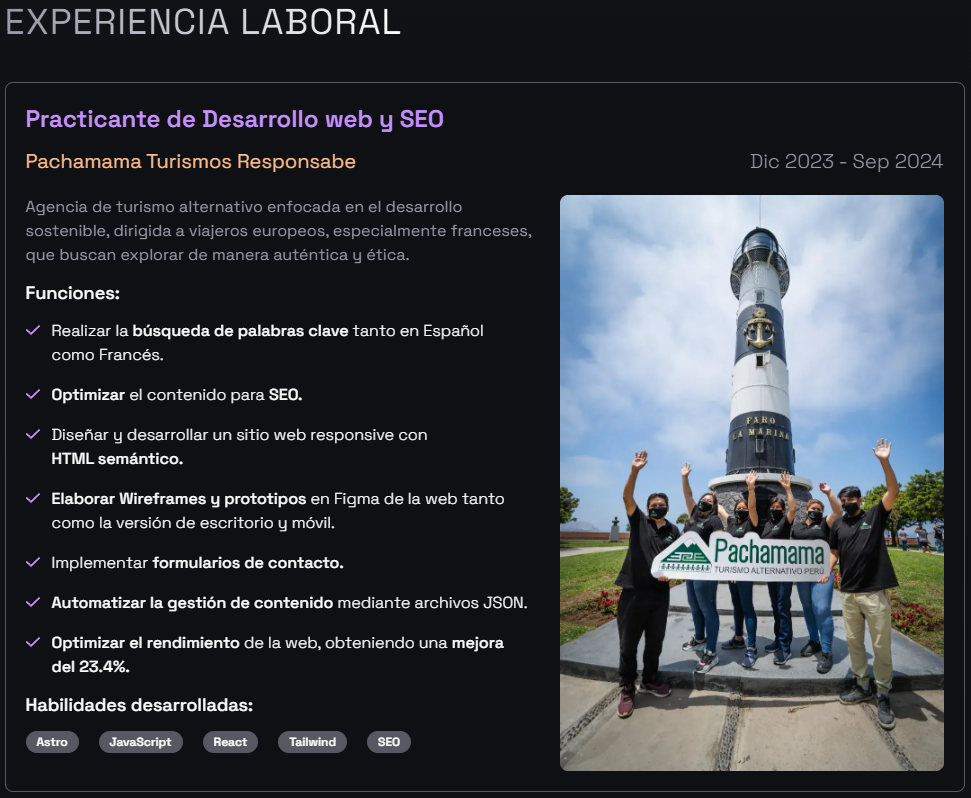 EXPERIENCIA LABORAL
Practicante de Desarrollo web y SEO
Pachamama Turismos Responsabe
Dic 2023 - Sep 2024
Agencia de turismo alternativo enfocada en el desarrollo
sostenible, dirigida a viajeros europeos, especialmente franceses,
que buscan explorar de manera auténtica y ética.
Funciones:
Realizar la búsqueda de palabras clave tanto en Español
como Francés.
Optimizar el contenido para SEO.
Diseñar y desarrollar un sitio web responsive con
HTML semántico.
Elaborar Wireframes y prototipos en Figma de la web tanto
como la versión de escritorio y móvil.
Implementar formularios de contacto.
Automatizar la gestión de contenido mediante archivos JSON.
Optimizar el rendimiento de la web, obteniendo una mejora
del 23.4%.
Habilidades desarrolladas:
Astro JavaScript React Tailwind SEO
FARO
LA MARINA
Pachamama
TURISMO ALTERNATIVO PERÚ